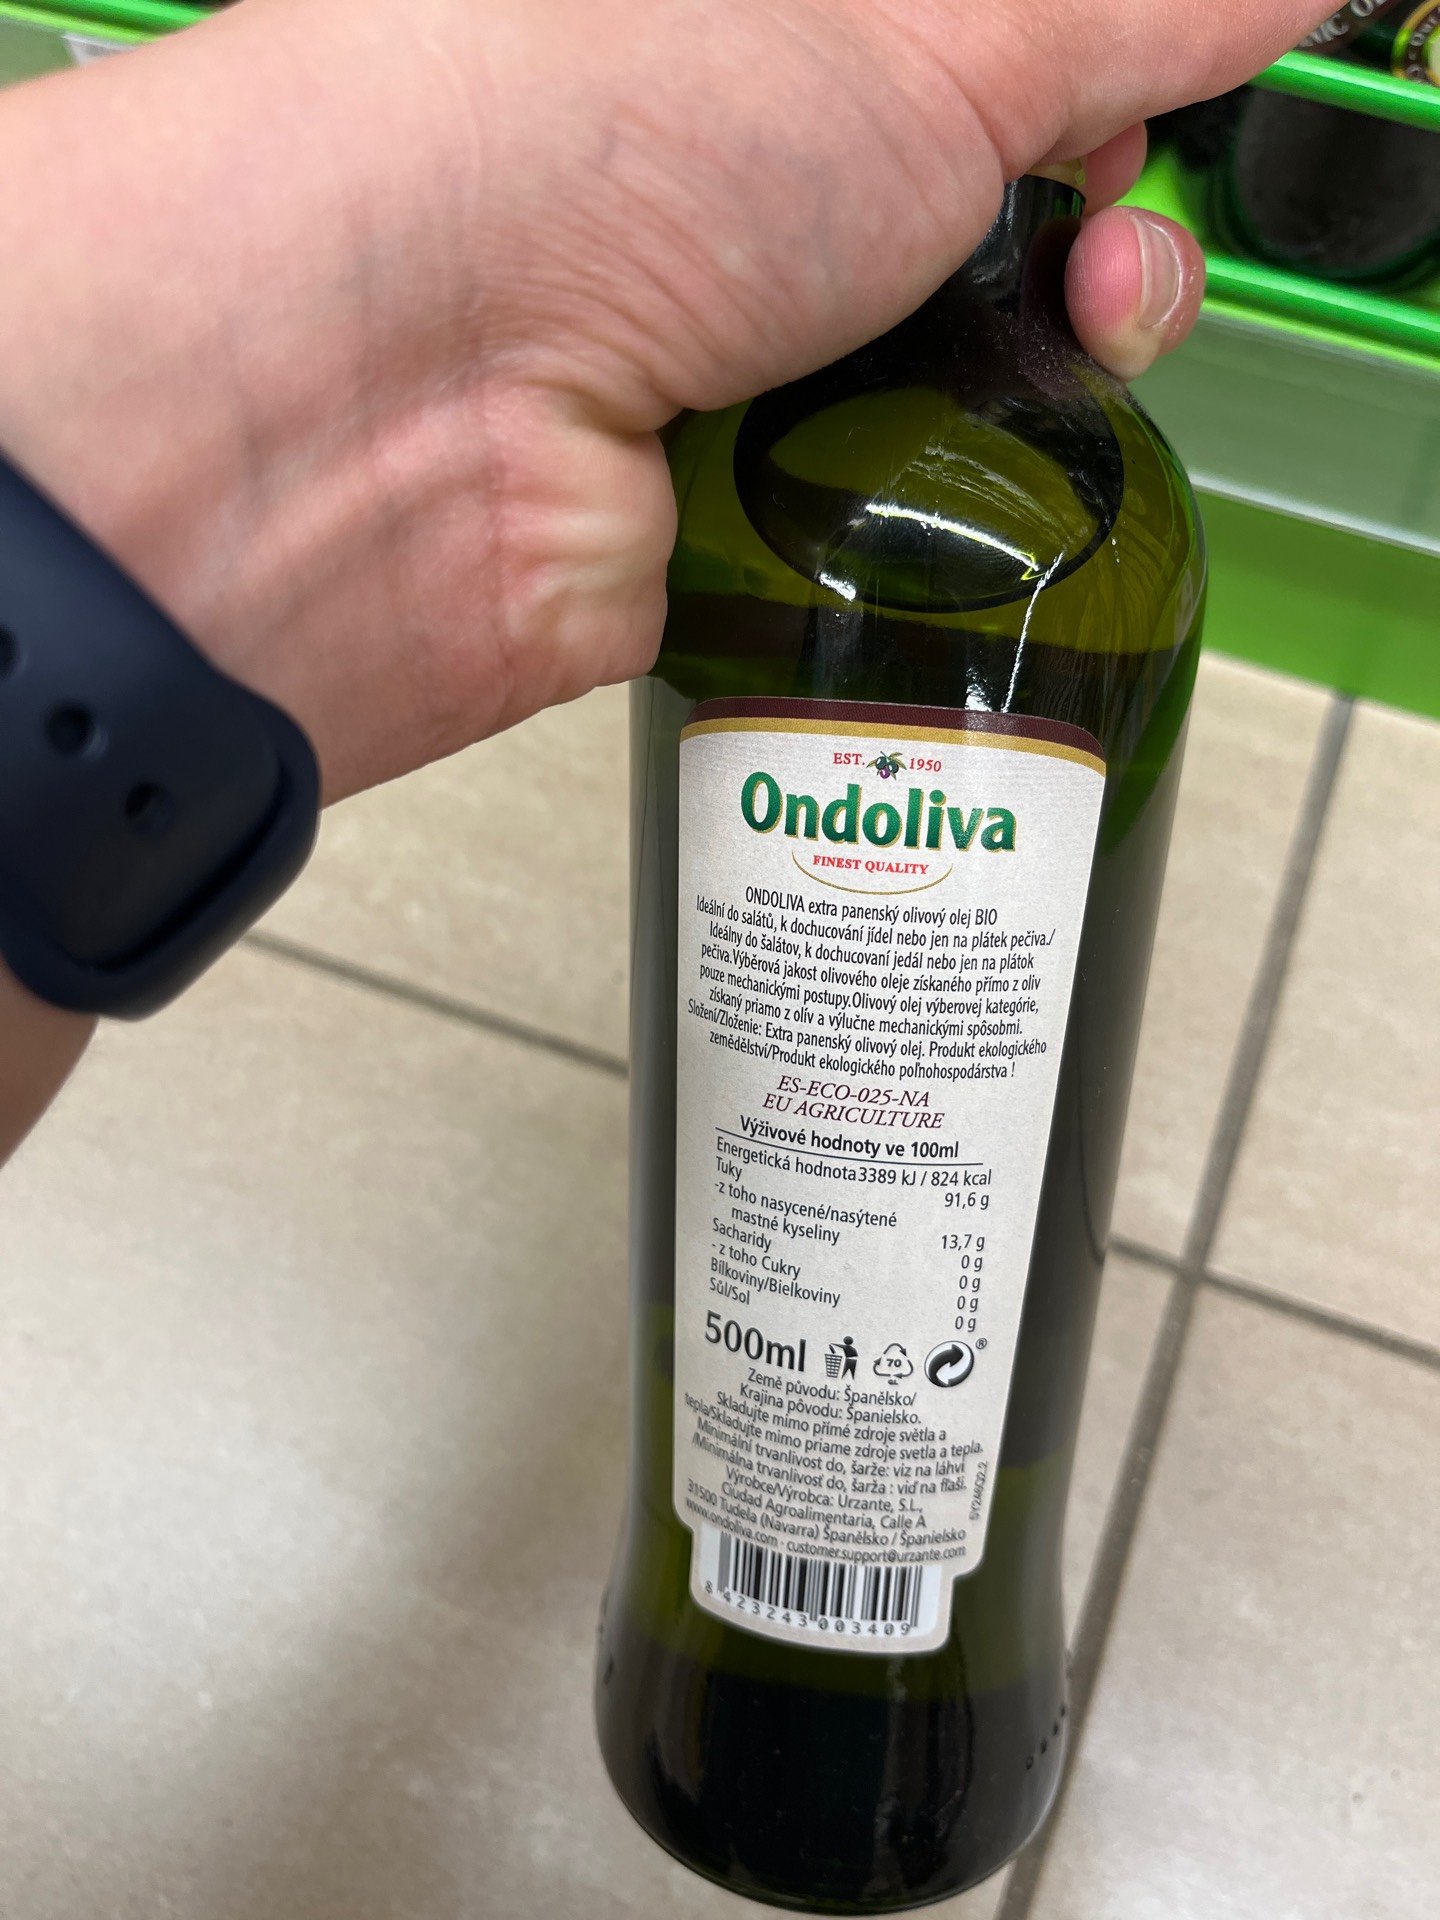 EST. 1950
Ondoliva
FINEST QUALITY
ONDOLIVA extra panenský olivový olej BIO
Ideální do salátů, k dochucování jídel nebo jen na plátek pečiva./
Ideálny do šalátov, k dochucovaní jedál nebo jen na plátok
pečiva.Výběrová jakost olivového oleje získaného přímo z oliv
pouze mechanickými postupy.Olivový olej výberovej kategórie,
získaný priamo z olív a výlučne mechanickými spôsobmi.
Složení/Zloženie: Extra panenský olivový olej. Produkt ekologického
zemědělství/Produkt ekologického poľnohospodárstva !
ES-ECO-025-NA
EU AGRICULTURE
Výživové hodnoty ve 100ml
Energetická hodnota 3389 kJ / 824 kcal
Tuky 91,6 g
-z toho nasycené/nasýtené
mastné kyseliny 13,7 g
Sacharidy 0 g
- z toho Cukry 0 g
Bílkoviny/Bielkoviny 0 g
Sůl/Sol 0 g
500ml
70
GL
®
Země původu: Španělsko/
Krajina pôvodu: Španielsko.
Skladujte mimo přímé zdroje světla a
tepla/Skladujte mimo priame zdroje svetla a tepla.
Minimální trvanlivost do, šarže: viz na láhvi
/Minimálna trvanlivosť do, šarža : viď na fľaši.
Výrobce/Výrobca: Urzante, S.L.,
Ciudad Agroalimentaria, Calle A
31500 Tudela (Navarra) Španělsko / Španielsko
www.ondoliva.com - customer.support@urzante.com
8 423243 003409